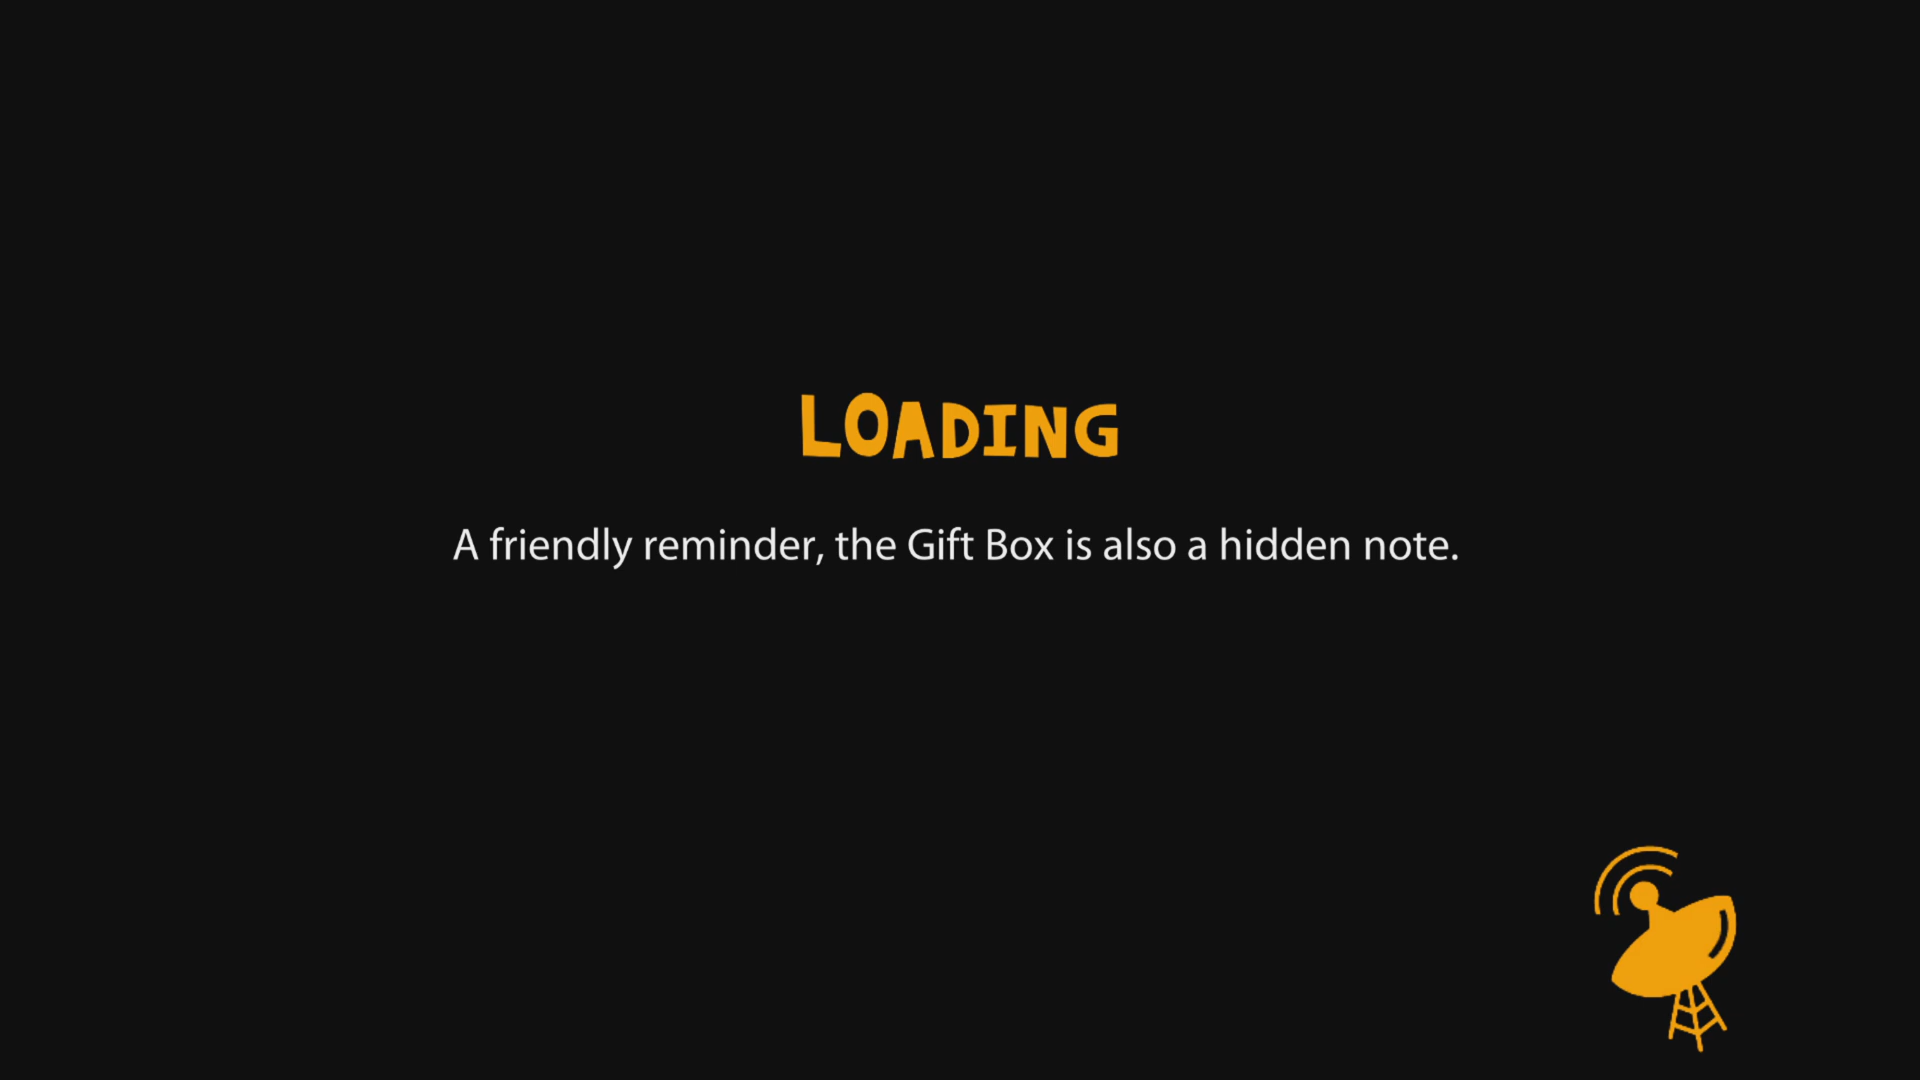 LOADING
A friendly reminder, the Gift Box is also a hidden note.